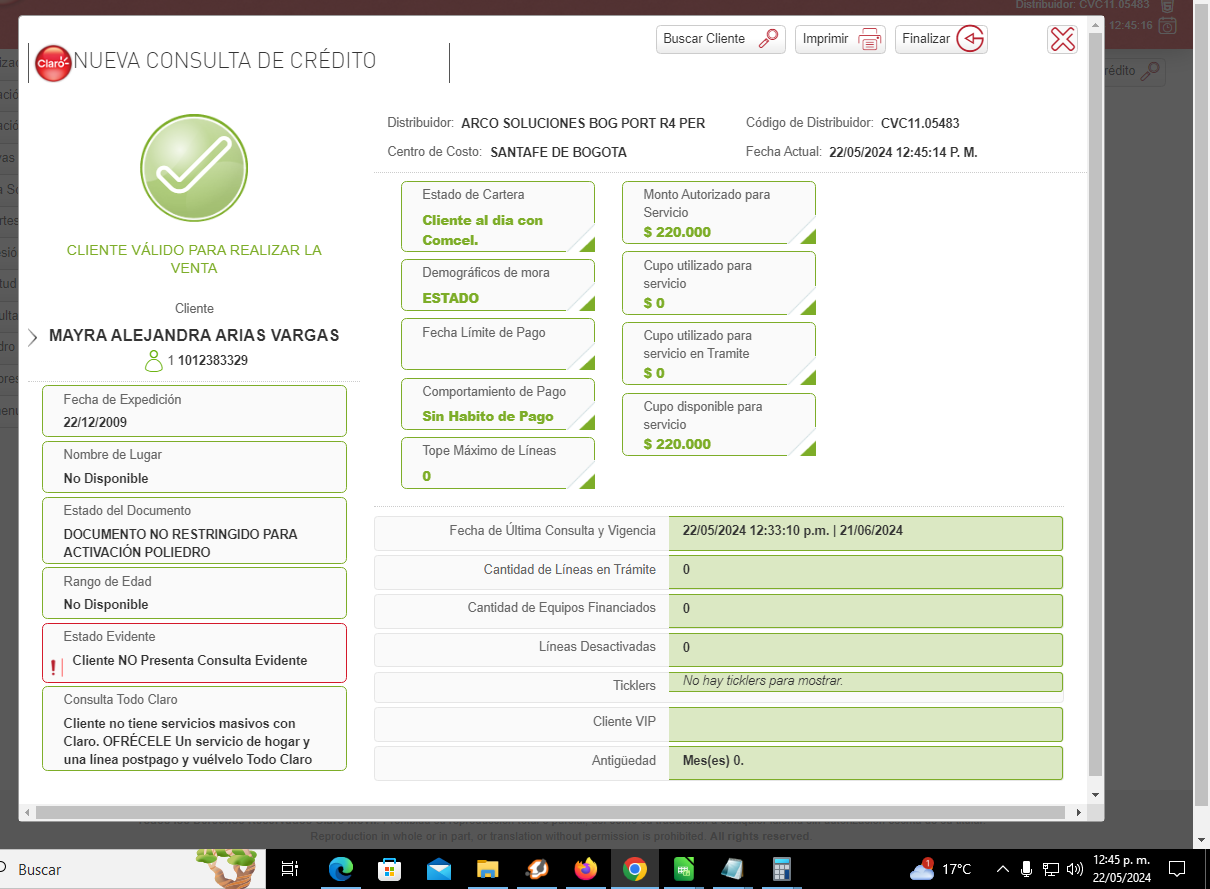 Distribuidor: CVC11.05483
12:45:16
Claro
NUEVA CONSULTA DE CRÉDITO
Buscar Cliente
Imprimir
Finalizar
rédito
Distribuidor: ARCO SOLUCIONES BOG PORT R4 PER
Código de Distribuidor: CVC11.05483
Centro de Costo: SANTAFE DE BOGOTA
Fecha Actual: 22/05/2024 12:45:14 P. M.
CLIENTE VÁLIDO PARA REALIZAR LA
VENTA
Cliente
MAYRA ALEJANDRA ARIAS VARGAS
1 1012383329
Fecha de Expedición
22/12/2009
Nombre de Lugar
No Disponible
Estado del Documento
DOCUMENTO NO RESTRINGIDO PARA
ACTIVACIÓN POLIEDRO
Rango de Edad
No Disponible
Estado Evidente
! Cliente NO Presenta Consulta Evidente
Consulta Todo Claro
Cliente no tiene servicios masivos con
Claro. OFRÉCELE Un servicio de hogar y
una línea postpago y vuélvelo Todo Claro
Estado de Cartera
Cliente al dia con
Comcel.
Demográficos de mora
ESTADO
Fecha Límite de Pago
Comportamiento de Pago
Sin Habito de Pago
Tope Máximo de Líneas
0
Monto Autorizado para
Servicio
$ 220.000
Cupo utilizado para
servicio
$ 0
Cupo utilizado para
servicio en Tramite
$ 0
Cupo disponible para
servicio
$ 220.000
Fecha de Última Consulta y Vigencia 22/05/2024 12:33:10 p.m. | 21/06/2024
Cantidad de Líneas en Trámite 0
Cantidad de Equipos Financiados 0
Líneas Desactivadas 0
Ticklers No hay ticklers para mostrar.
Cliente VIP
Antigüedad Mes(es) 0.
Reproduction in whole or in part, or translation without permission is prohibited. All rights reserved.
Buscar
1
17°C
12:45 p. m.
22/05/2024